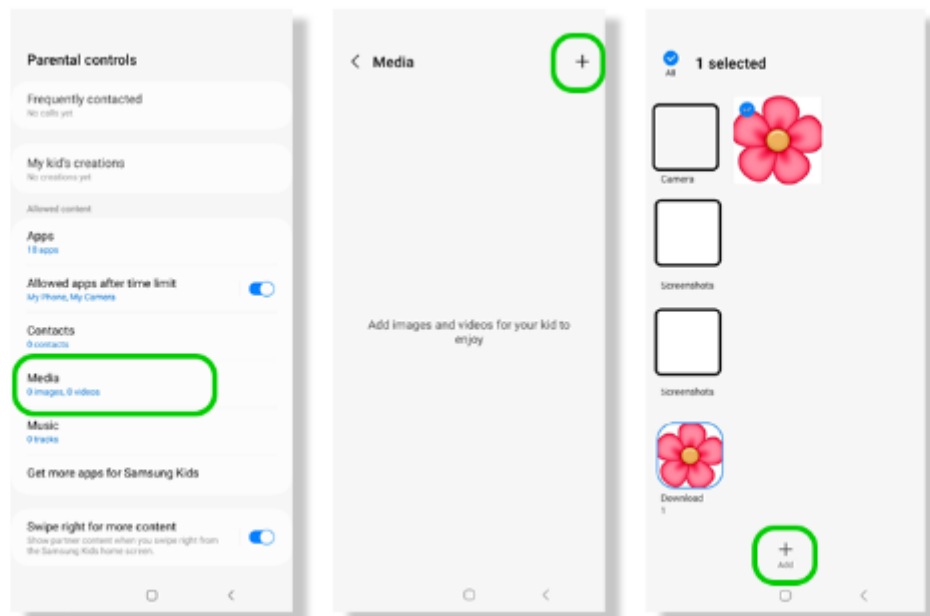 Parental controls
Frequently contacted
No calls yet
My kid's creations
No creations yet
Allowed content
Apps
18 apps
Allowed apps after time limit
My Phone, My Camera
Contacts
0 contacts
Media
0 images, 0 videos
Music
0 tracks
Get more apps for Samsung Kids
Swipe right for more content
Show partner content when you swipe right from
the Samsung Kids home screen.
Media
Add images and videos for your kid to
enjoy
All
1 selected
Camera
Screenshots
Screenshots
Download
1
Add